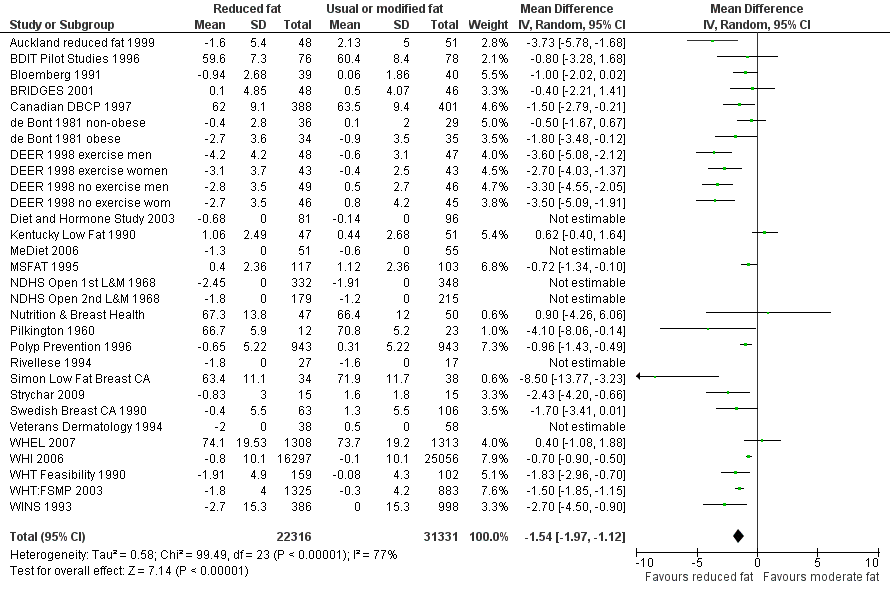 Reduced fat Usual or modified fat Mean Difference Mean Difference
Study or Subgroup Mean SD Total Mean SD Total Weight IV, Random, 95% CI IV, Random, 95% CI
Auckland reduced fat 1999 -1.6 5.4 48 2.13 5 51 2.8% -3.73 [-5.78, -1.68]
BDIT Pilot Studies 1996 59.6 7.3 76 60.4 8.4 78 2.4% -0.80 [-3.28, 1.68]
Bloemberg 1991 -0.94 2.68 39 0.06 1.86 40 5.4% -1.00 [-2.02, 0.02]
BRIDGES 2001 0.1 4.85 48 0.5 4.07 46 3.3% -0.40 [-2.21, 1.41]
Canadian DBCP 1997 62 9.1 388 63.5 9.4 401 4.6% -1.50 [-2.79, -0.21]
de Bont 1981 non-obese -0.4 2.8 36 0.1 2 29 4.9% -0.50 [-1.67, 0.67]
de Bont 1981 obese -2.7 3.6 34 -0.9 3.5 35 3.5% -1.80 [-3.48, -0.12]
DEER 1998 exercise men -4.2 4.2 48 -0.6 3.1 47 4.0% -3.60 [-5.08, -2.12]
DEER 1998 exercise women -3.1 3.7 43 -0.4 2.5 43 4.4% -2.70 [-4.03, -1.37]
DEER 1998 no exercise men -2.8 3.5 49 0.5 2.7 46 4.7% -3.30 [-4.55, -2.05]
DEER 1998 no exercise wom -2.7 3.5 46 0.8 4.2 45 3.8% -3.50 [-5.09, -1.91]
Diet and Hormone Study 2003 -0.68 0 81 -0.14 0 96 Not estimable
Kentucky Low Fat 1990 1.06 2.49 47 0.44 2.68 51 5.4% 0.62 [-0.40, 1.64]
MeDiet 2006 -1.3 0 51 -0.6 0 55 Not estimable
MSFAT 1995 0.4 2.36 117 1.12 2.36 103 6.8% -0.72 [-1.34, -0.10]
NDHS Open 1st L&M 1968 -2.45 0 332 -1.91 0 348 Not estimable
NDHS Open 2nd L&M 1968 -1.8 0 179 -1.2 0 215 Not estimable
Nutrition & Breast Health 67.3 13.8 47 66.4 12 50 0.7% 0.90 [-4.26, 6.06]
Pilkington 1960 66.7 5.9 12 70.8 5.2 23 1.1% -4.10 [-8.06, -0.14]
Polyp Prevention 1996 -0.65 5.22 943 0.31 5.22 943 7.3% -0.96 [-1.43, -0.49]
Rivellese 1994 -1.8 0 27 -1.6 0 17 Not estimable
Simon Low Fat Breast CA 63.4 11.1 34 71.9 11.7 38 0.6% -8.50 [-13.77, -3.23]
Strychar 2009 -0.83 3 15 1.6 1.8 15 3.4% -2.43 [-4.20, -0.66]
Swedish Breast CA 1990 -0.4 5.5 63 1.3 5.5 106 3.5% -1.70 [-3.41, 0.01]
Veterans Dermatology 1994 -2 0 38 0.5 0 58 Not estimable
WHEL 2007 74.1 19.53 1308 73.7 19.2 1313 4.0% 0.40 [-1.08, 1.88]
WHI 2006 -0.8 10.1 16297 -0.1 10.1 25056 7.9% -0.70 [-0.90, -0.50]
WHT Feasibility 1990 -1.91 4.9 159 -0.08 4.3 102 5.0% -1.83 [-2.96, -0.70]
WHT:FSMP 2003 -1.8 4 1325 -0.3 4.2 883 7.6% -1.50 [-1.85, -1.15]
WINS 1993 -2.7 15.3 386 0 15.3 998 3.3% -2.70 [-4.50, -0.90]
Total (95% CI) 22316 31331 100.0% -1.54 [-1.97, -1.12]
Heterogeneity: Tau² = 0.58; Chi² = 99.49, df = 23 (P < 0.00001); I² = 77%
Test for overall effect: Z = 7.14 (P < 0.00001)
-10 -5 0 5 10
Favours reduced fat Favours moderate fat